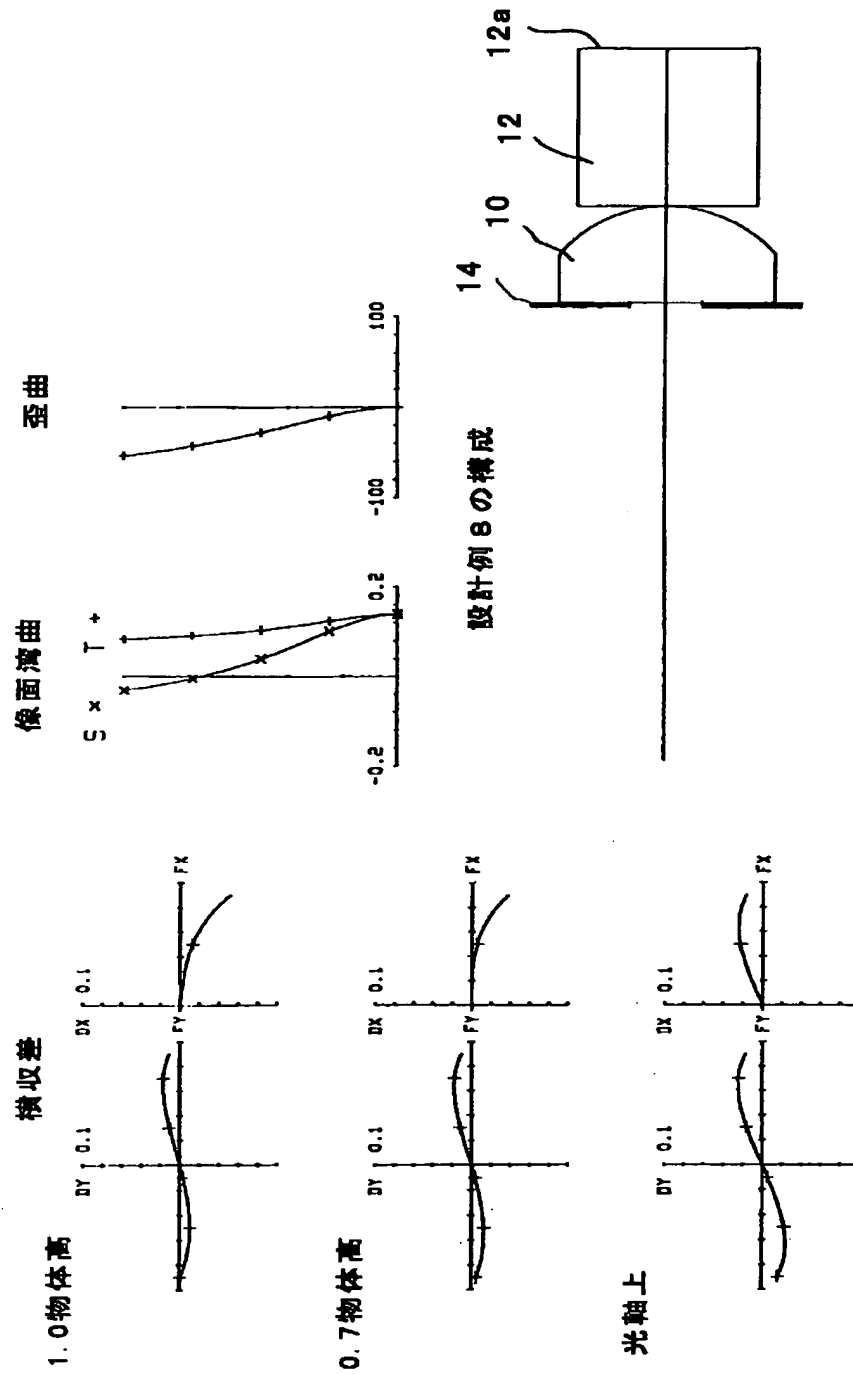 横収差
1.0物体高
DY 0.1
FY
DX 0.1
FX
0.7物体高
DY 0.1
FY
DX 0.1
FX
光軸上
DY 0.1
FY
DX 0.1
FX
像面湾曲
S × T +
-0.2 0.2
歪曲
-100 100
設計例8の構成
14
10
12
12a